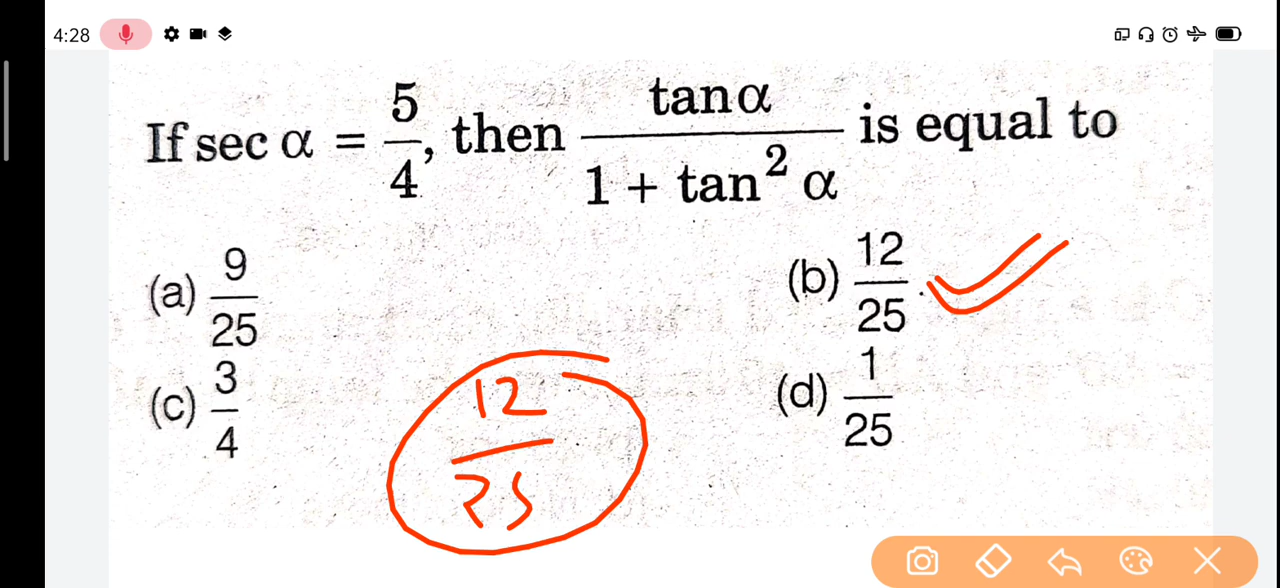 4:28
If sec α = 5/4, then tanα / 1 + tan² α is equal to
(a) 9/25
(b) 12/25.
(c) 3/4
(d) 1/25
12/25